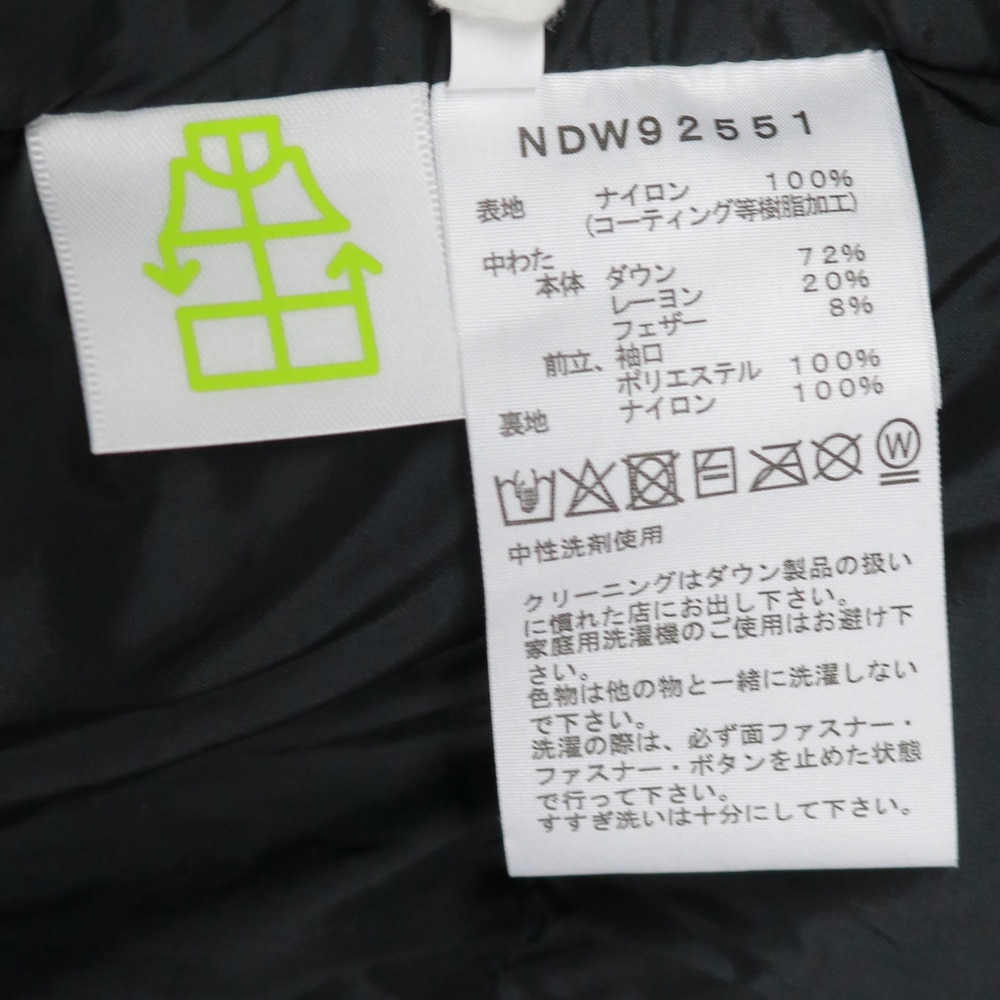 NDW92551
表地 ナイロン 100%
(コーティング等樹脂加工)
中わた
本体 ダウン 72%
レーヨン 20%
フェザー 8%
前立、袖口
ポリエステル 100%
裏地 ナイロン 100%
W
中性洗剤使用
クリーニングはダウン製品の扱い
に慣れた店にお出し下さい。
家庭用洗濯機のご使用はお避け下
さい。
色物は他の物と一緒に洗濯しない
で下さい。
洗濯の際は、必ず面ファスナー・
ファスナー・ボタンを止めた状態
で行って下さい。
すすぎ洗いは十分にして下さい。